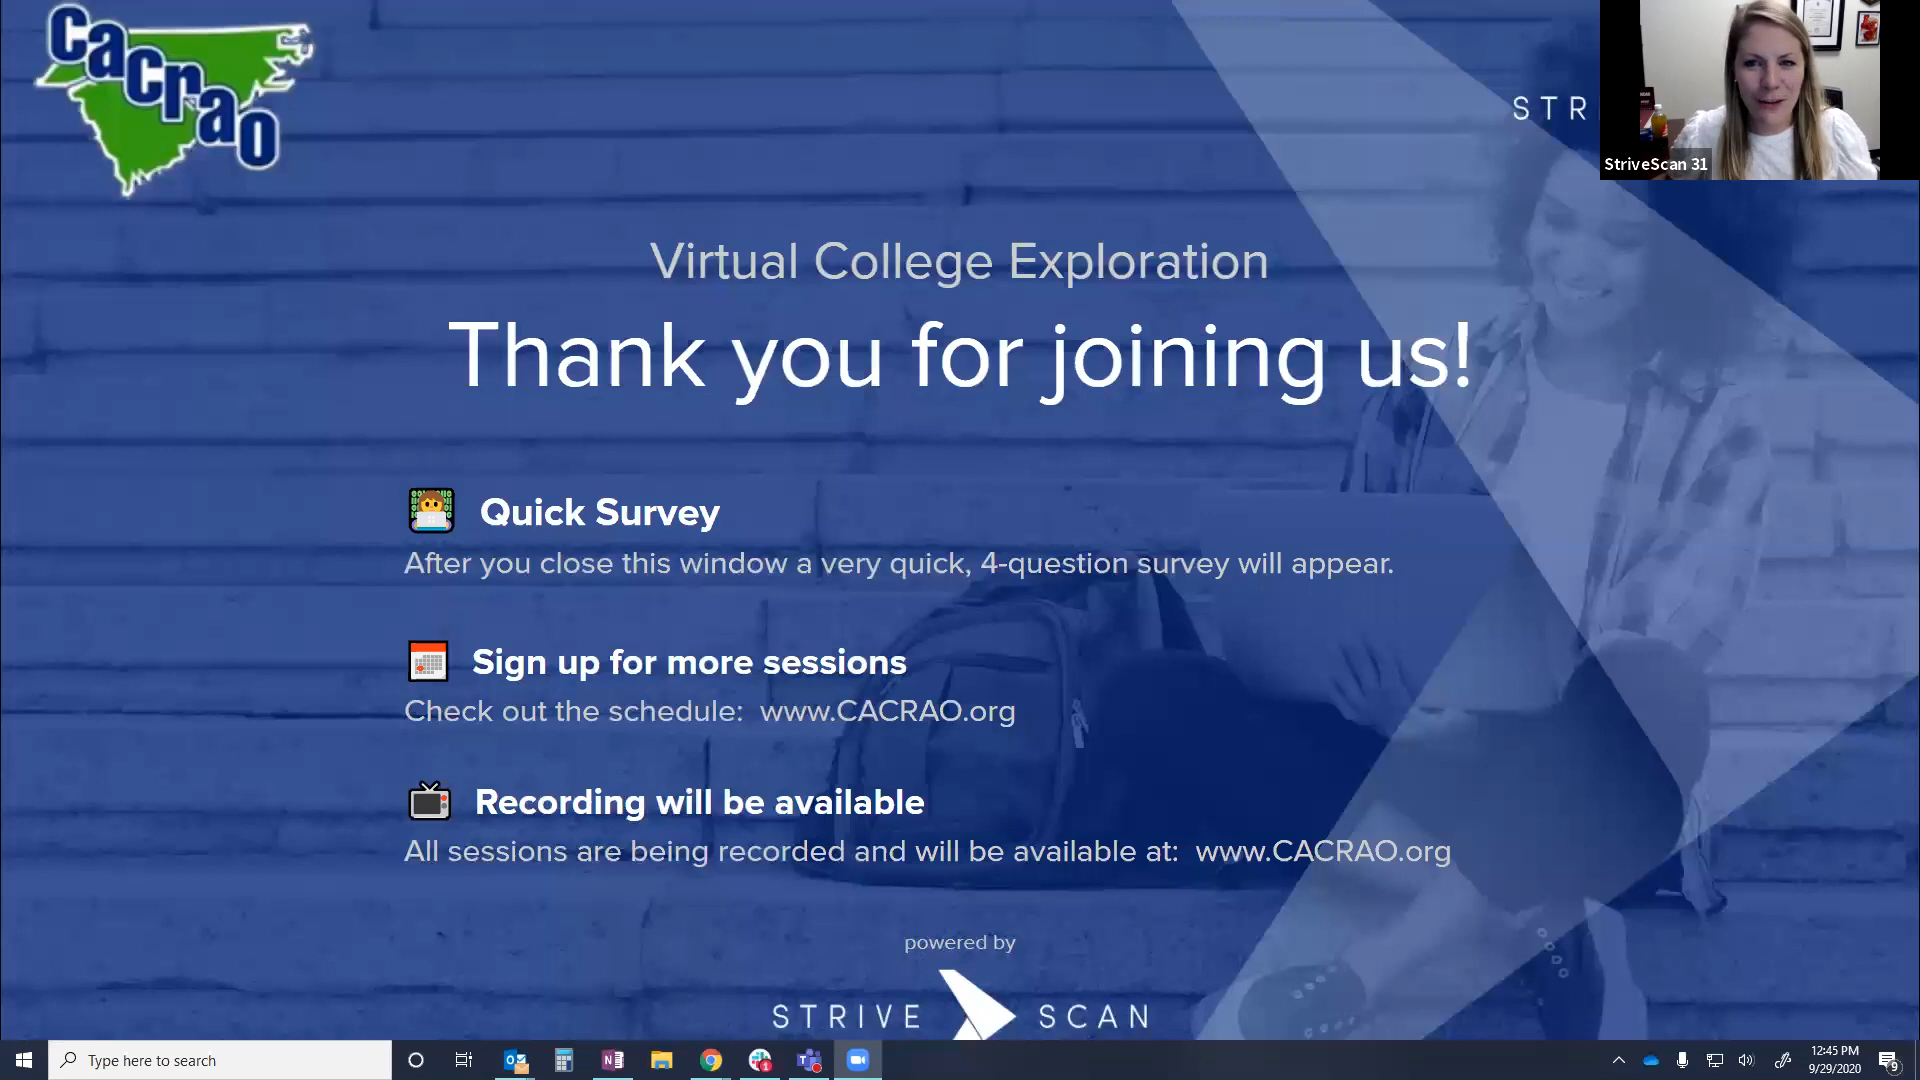 cacrao
STR
StriveScan 31
Virtual College Exploration
Thank you for joining us!
Quick Survey
After you close this window a very quick, 4-question survey will appear.
Sign up for more sessions
Check out the schedule: www.CACRAO.org
Recording will be available
All sessions are being recorded and will be available at: www.CACRAO.org
powered by
STRIVE SCAN
Type here to search
12:45 PM
9/29/2020
9